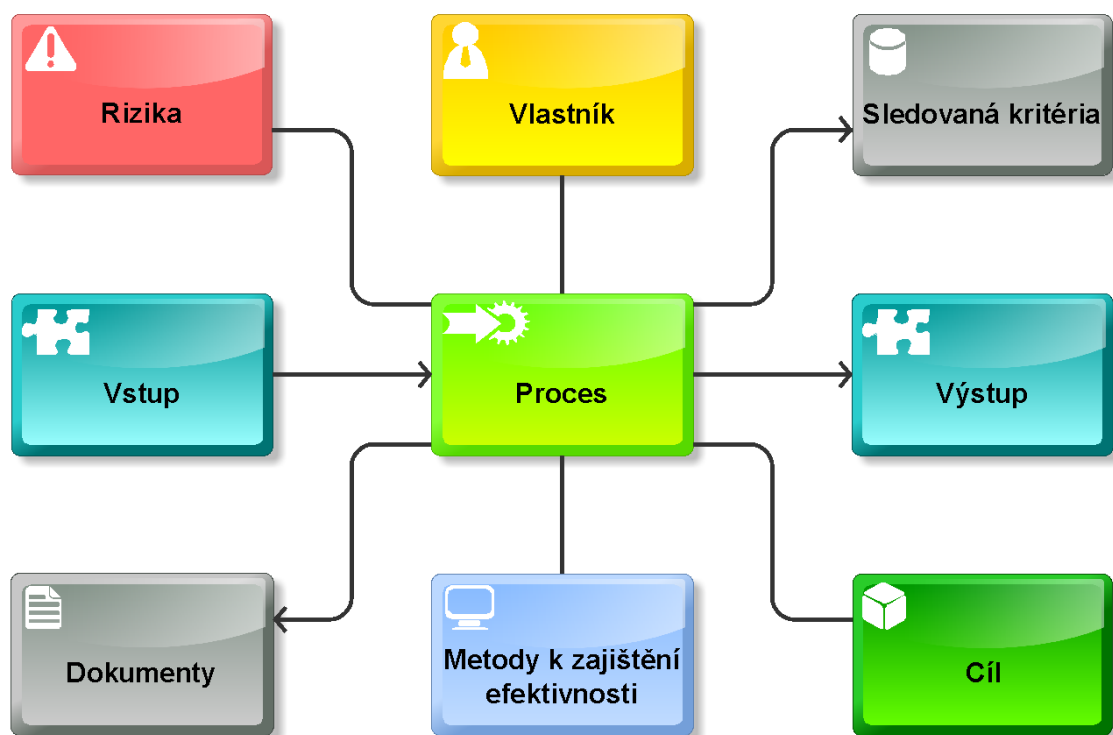 Rizika
Vlastník
Sledovaná kritéria
Vstup
Proces
Výstup
Dokumenty
Metody k zajištění
efektivnosti
Cíl